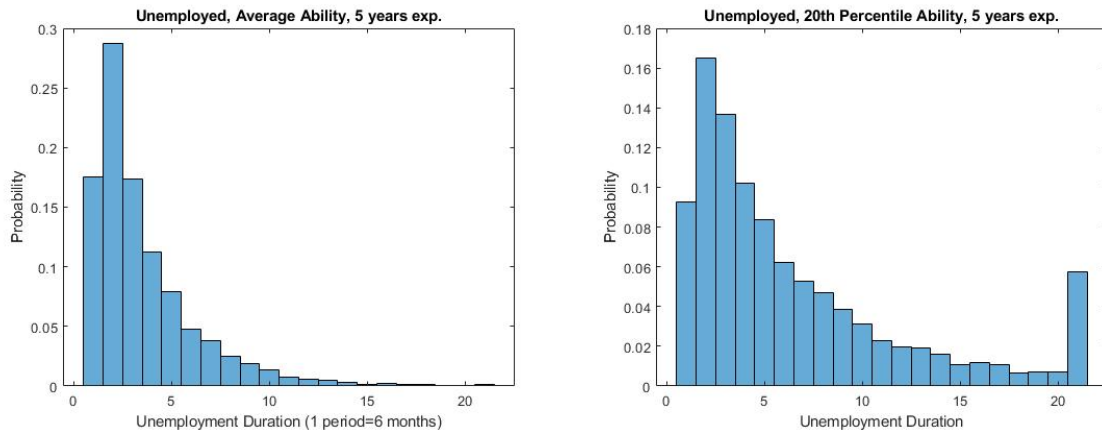 Unemployed, Average Ability, 5 years exp.
0.3
0.25
0.2
0.15
0.1
0.05
0
Probability
0 5 10 15 20
Unemployment Duration (1 period=6 months)
Unemployed, 20th Percentile Ability, 5 years exp.
0.18
0.16
0.14
0.12
0.1
0.08
0.06
0.04
0.02
0
Probability
0 5 10 15 20
Unemployment Duration